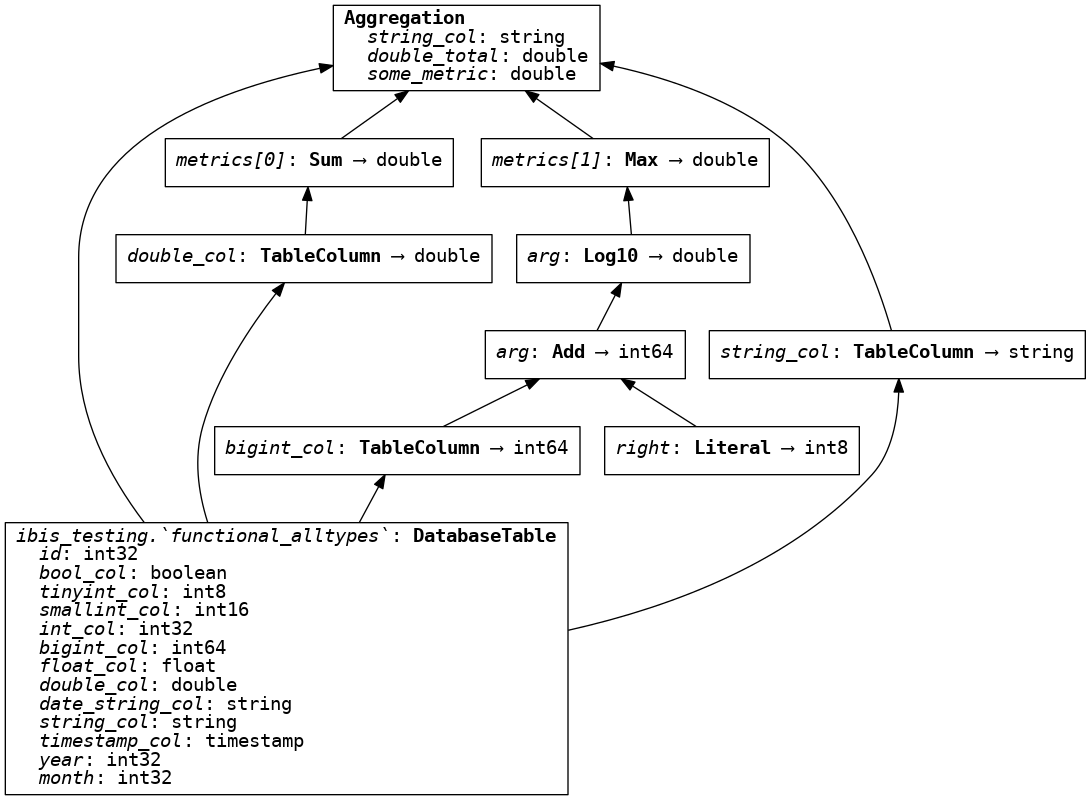 Aggregation
string_col: string
double_total: double
some_metric: double
metrics[0]: Sum → double
metrics[1]: Max → double
double_col: TableColumn → double
arg: Log10 → double
arg: Add → int64
string_col: TableColumn → string
bigint_col: TableColumn → int64
right: Literal → int8
ibis_testing.`functional_alltypes`: DatabaseTable
id: int32
bool_col: boolean
tinyint_col: int8
smallint_col: int16
int_col: int32
bigint_col: int64
float_col: float
double_col: double
date_string_col: string
string_col: string
timestamp_col: timestamp
year: int32
month: int32